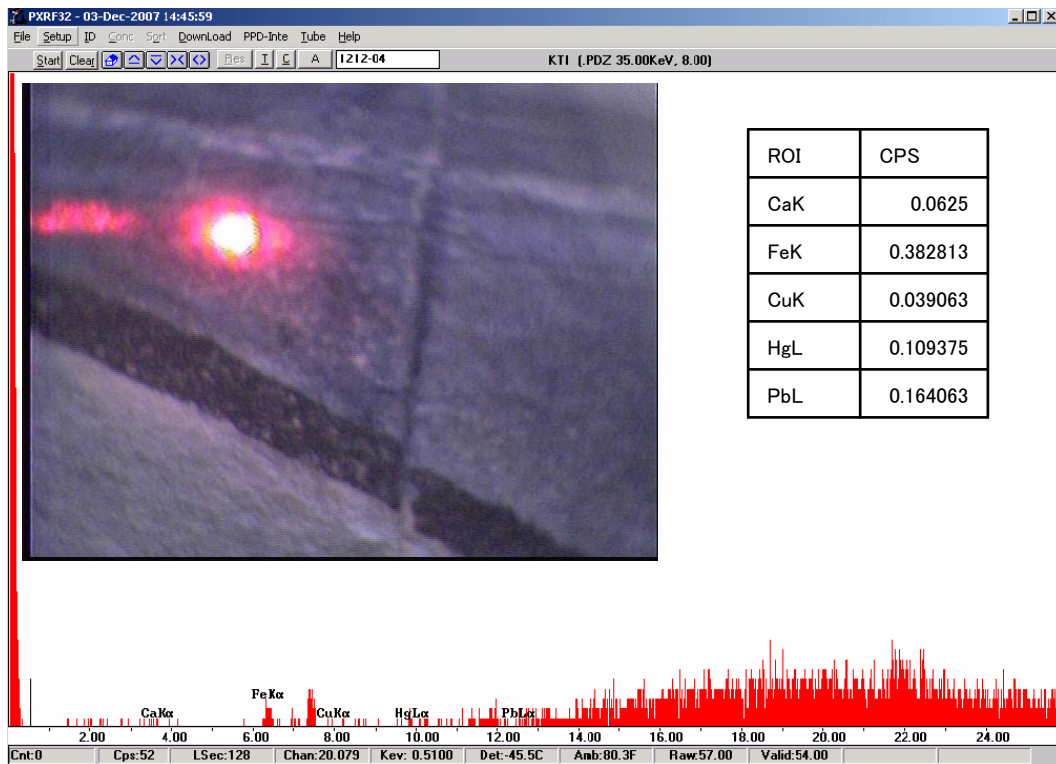 PXRF32 - 03-Dec-2007 14:45:59
File Setup ID Conc Sort DownLoad PPD-Inte Tube Help
Start Clear Res I C A 1212-04 KTI (.PDZ 35.00KeV, 8.00)
ROI CPS
CaK 0.0625
FeK 0.382813
CuK 0.039063
HgL 0.109375
PbL 0.164063
FeKα
CaKα CuKα HgLα PbLα
2.00 4.00 6.00 8.00 10.00 12.00 14.00 16.00 18.00 20.00 22.00 24.00
Cnt:0 Cps:52 LSec:128 Chan:20.079 Kev: 0.5100 Det:-45.5C Amb:80.3F Raw:57.00 Valid:54.00